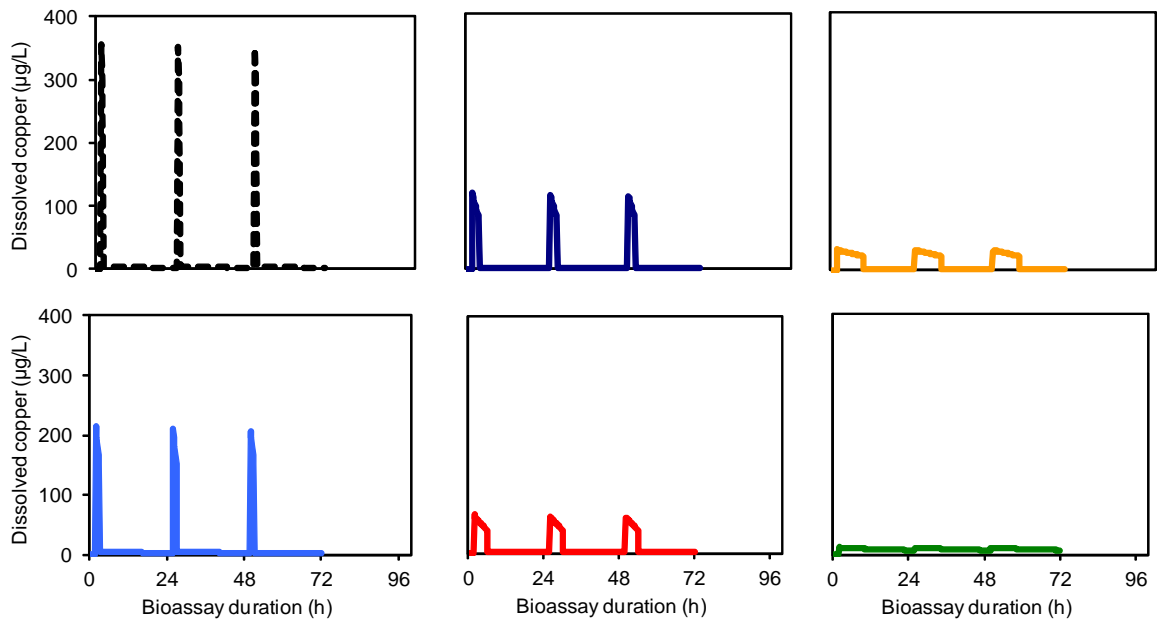 Dissolved copper (µg/L)
400
300
200
100
0
Dissolved copper (µg/L)
400
300
200
100
0
0 24 48 72 96
Bioassay duration (h)
0 24 48 72 96
Bioassay duration (h)
0 24 48 72 96
Bioassay duration (h)